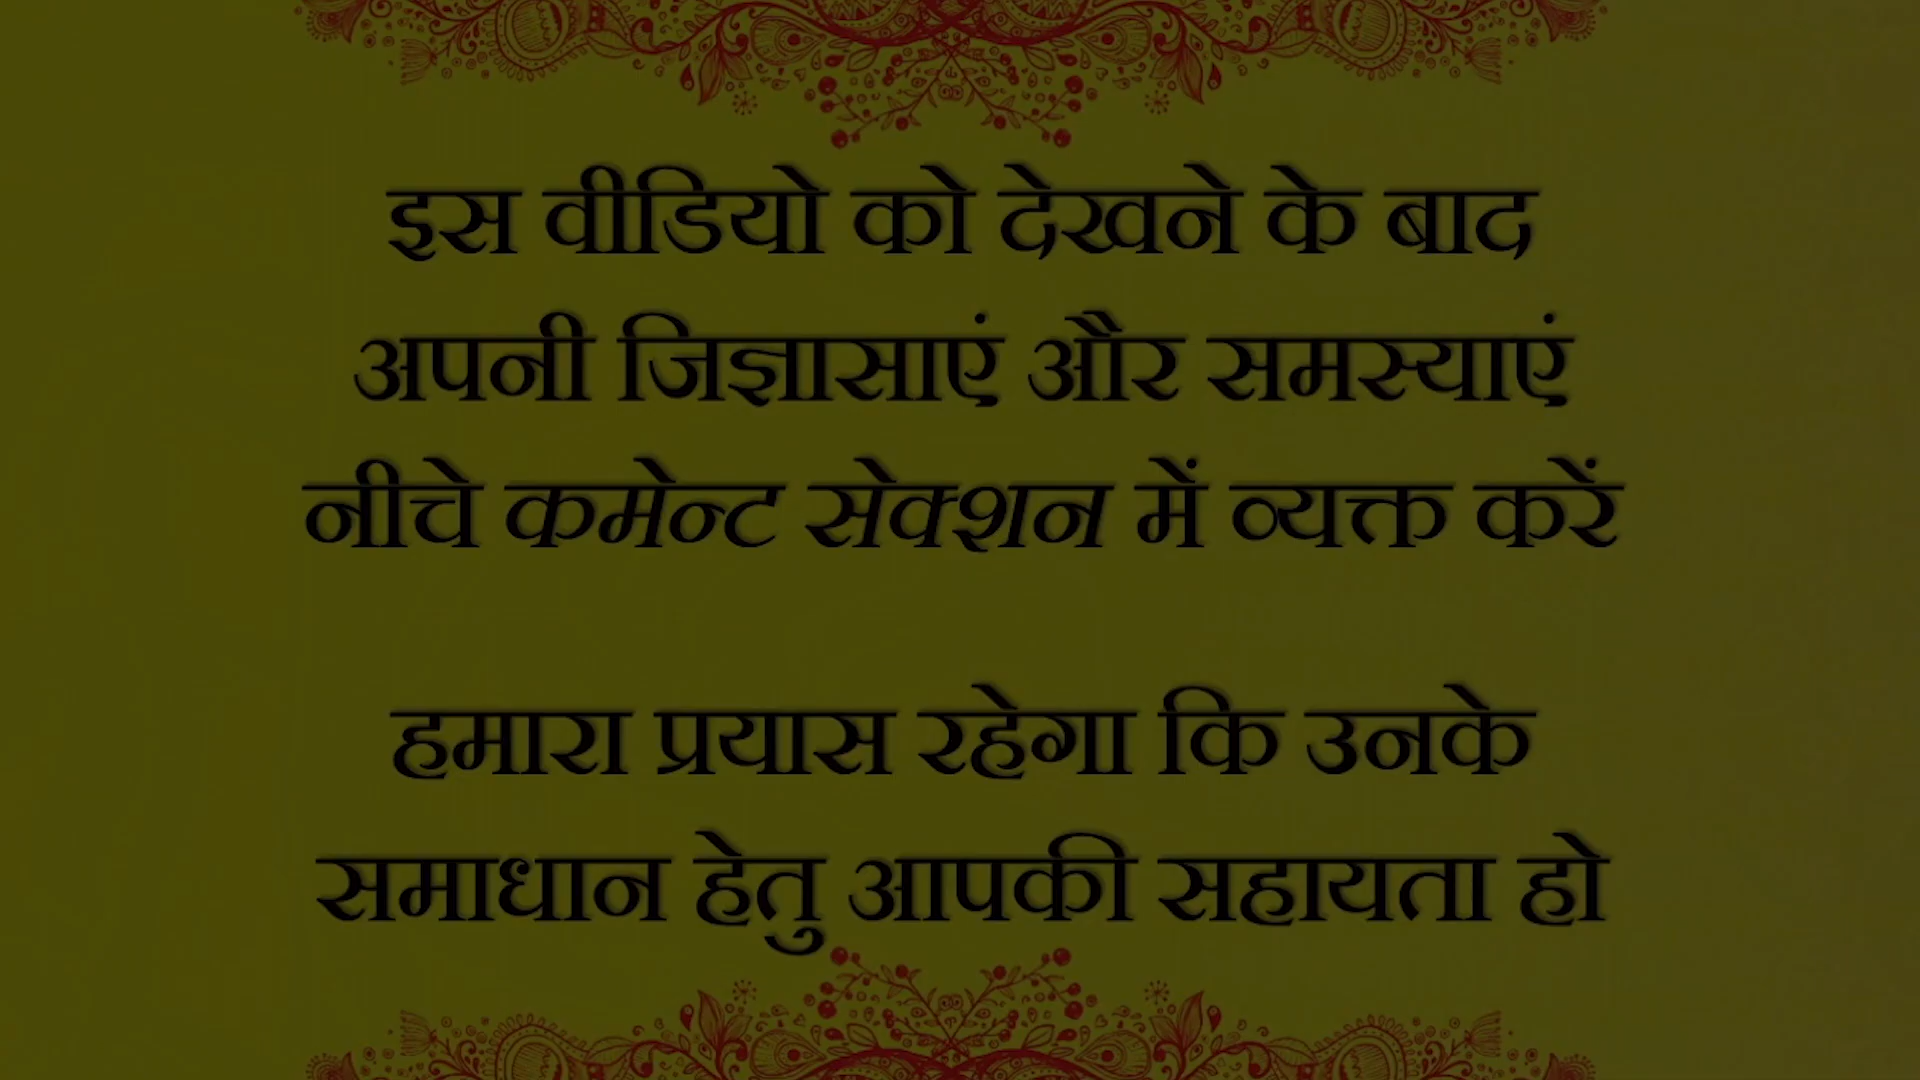 इस वीडियो को देखने के बाद
अपनी जिज्ञासाएं और समस्याएं
नीचे कमेन्ट सेक्शन में व्यक्त करें
हमारा प्रयास रहेगा कि उनके
समाधान हेतु आपकी सहायता हो